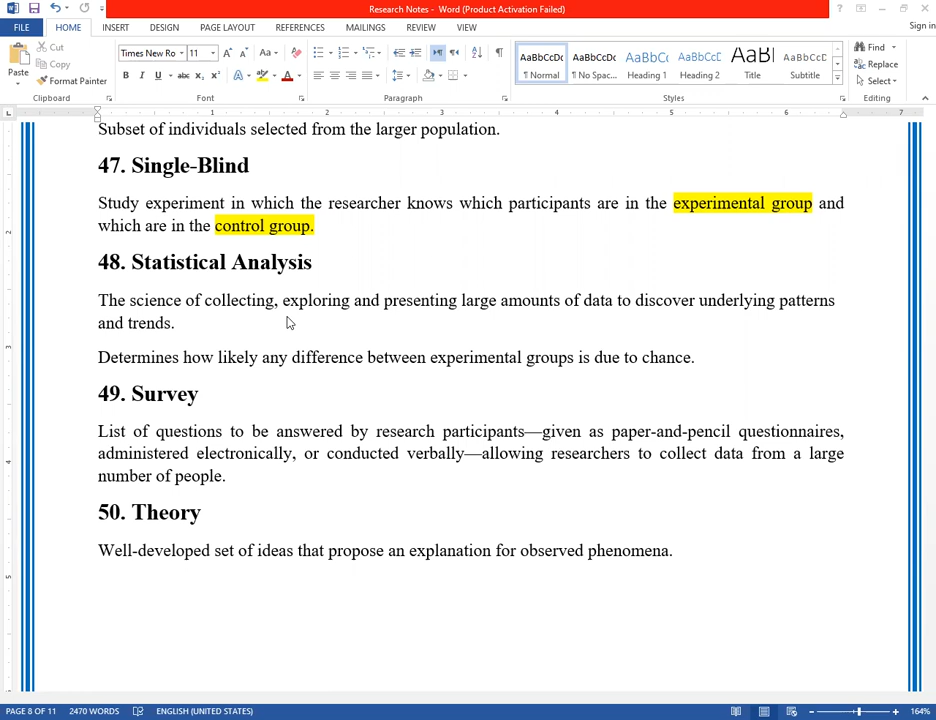 Research Notes - Word (Product Activation Failed)
Sign in
FILE HOME INSERT DESIGN PAGE LAYOUT REFERENCES MAILINGS REVIEW VIEW
Paste
Cut
Copy
Format Painter
Clipboard
Times New Ro 11
Font
Paragraph
AaBbCcDc AaBbCcDc AaBbCc AaBbCcD AaBl AaBbCcD
¶ Normal ¶ No Spac... Heading 1 Heading 2 Title Subtitle
Styles
Find
Replace
Select
Editing
1 2 3 4 5 6 7
Subset of individuals selected from the larger population.
47. Single-Blind
Study experiment in which the researcher knows which participants are in the experimental group and
which are in the control group.
48. Statistical Analysis
The science of collecting, exploring and presenting large amounts of data to discover underlying patterns
and trends.
Determines how likely any difference between experimental groups is due to chance.
49. Survey
List of questions to be answered by research participants—given as paper-and-pencil questionnaires,
administered electronically, or conducted verbally—allowing researchers to collect data from a large
number of people.
50. Theory
Well-developed set of ideas that propose an explanation for observed phenomena.
PAGE 8 OF 11 2470 WORDS ENGLISH (UNITED STATES) 164%